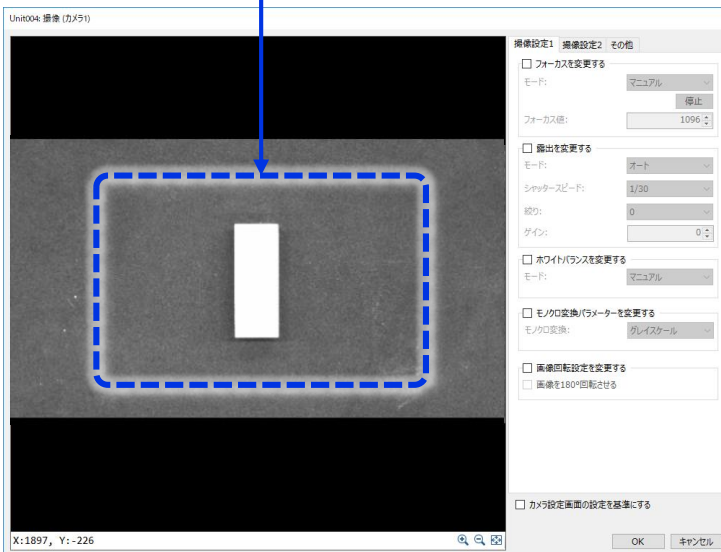 Unit004: 撮像 (カメラ1)
撮像設定1 撮像設定2 その他
フォーカスを変更する
モード: マニュアル
停止
フォーカス値: 1096
露出を変更する
モード: オート
シャッタースピード: 1/30
絞り: 0
ゲイン: 0
ホワイトバランスを変更する
モード: マニュアル
モノクロ変換パラメーターを変更する
モノクロ変換: グレイスケール
画像回転設定を変更する
画像を180°回転させる
カメラ設定画面の設定を基準にする
X:1897, Y:-226
OK キャンセル